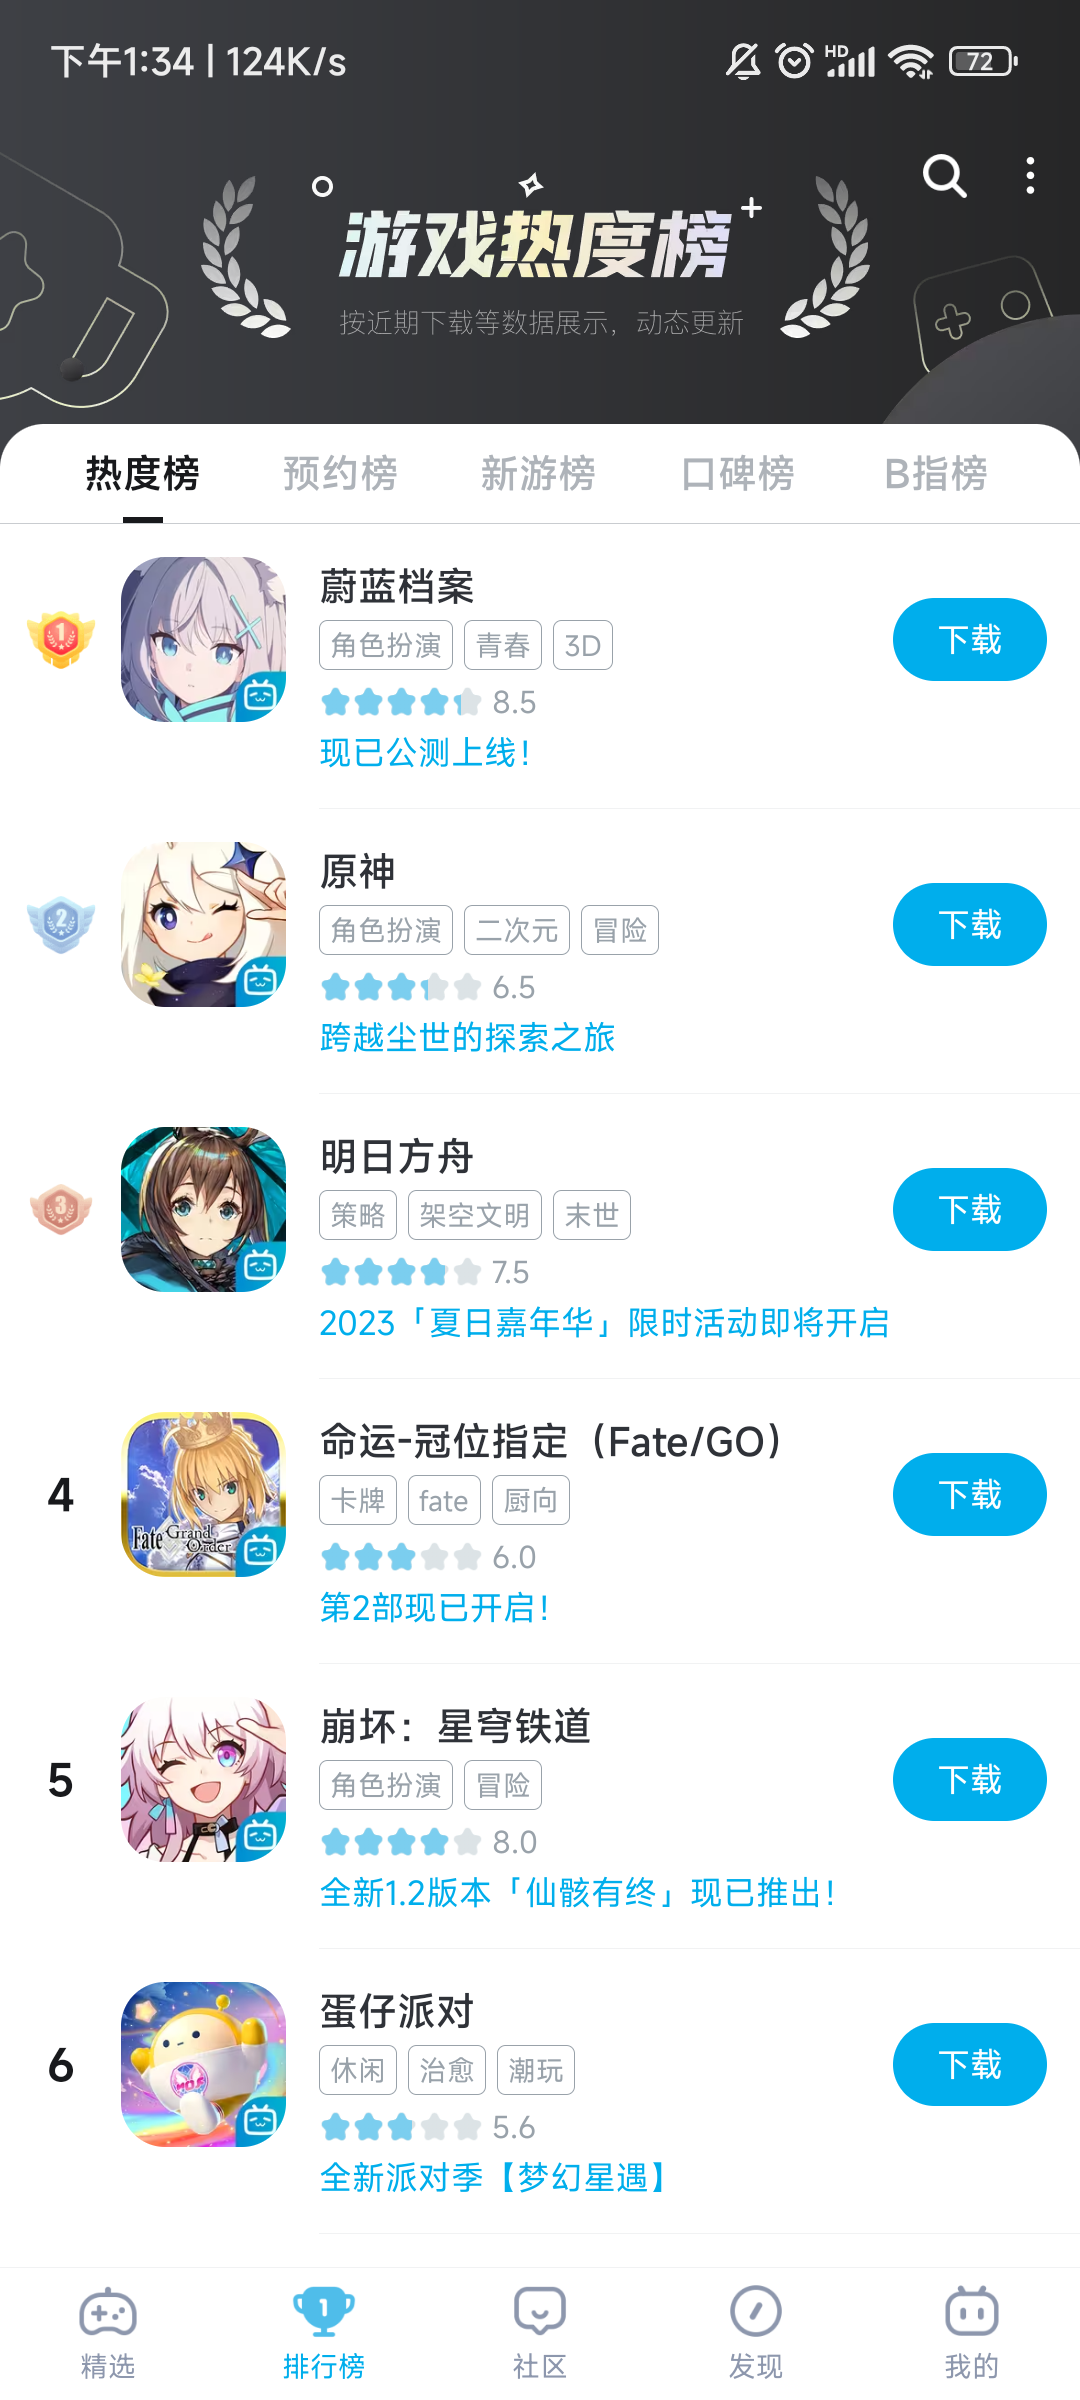 下午1:34 | 124K/s
HD
72
游戏热度榜
按近期下载等数据展示，动态更新
热度榜 预约榜 新游榜 口碑榜 B指榜
1
蔚蓝档案
角色扮演 青春 3D
8.5
现已公测上线！
下载
2
原神
角色扮演 二次元 冒险
6.5
跨越尘世的探索之旅
下载
3
明日方舟
策略 架空文明 末世
7.5
2023「夏日嘉年华」限时活动即将开启
下载
4
Fate Grand Order
命运-冠位指定（Fate/GO）
卡牌 fate 厨向
6.0
第2部现已开启！
下载
5
崩坏：星穹铁道
角色扮演 冒险
8.0
全新1.2版本「仙骸有终」现已推出！
下载
6
蛋仔派对
休闲 治愈 潮玩
5.6
全新派对季【梦幻星遇】
下载
1
精选 排行榜 社区 发现 我的